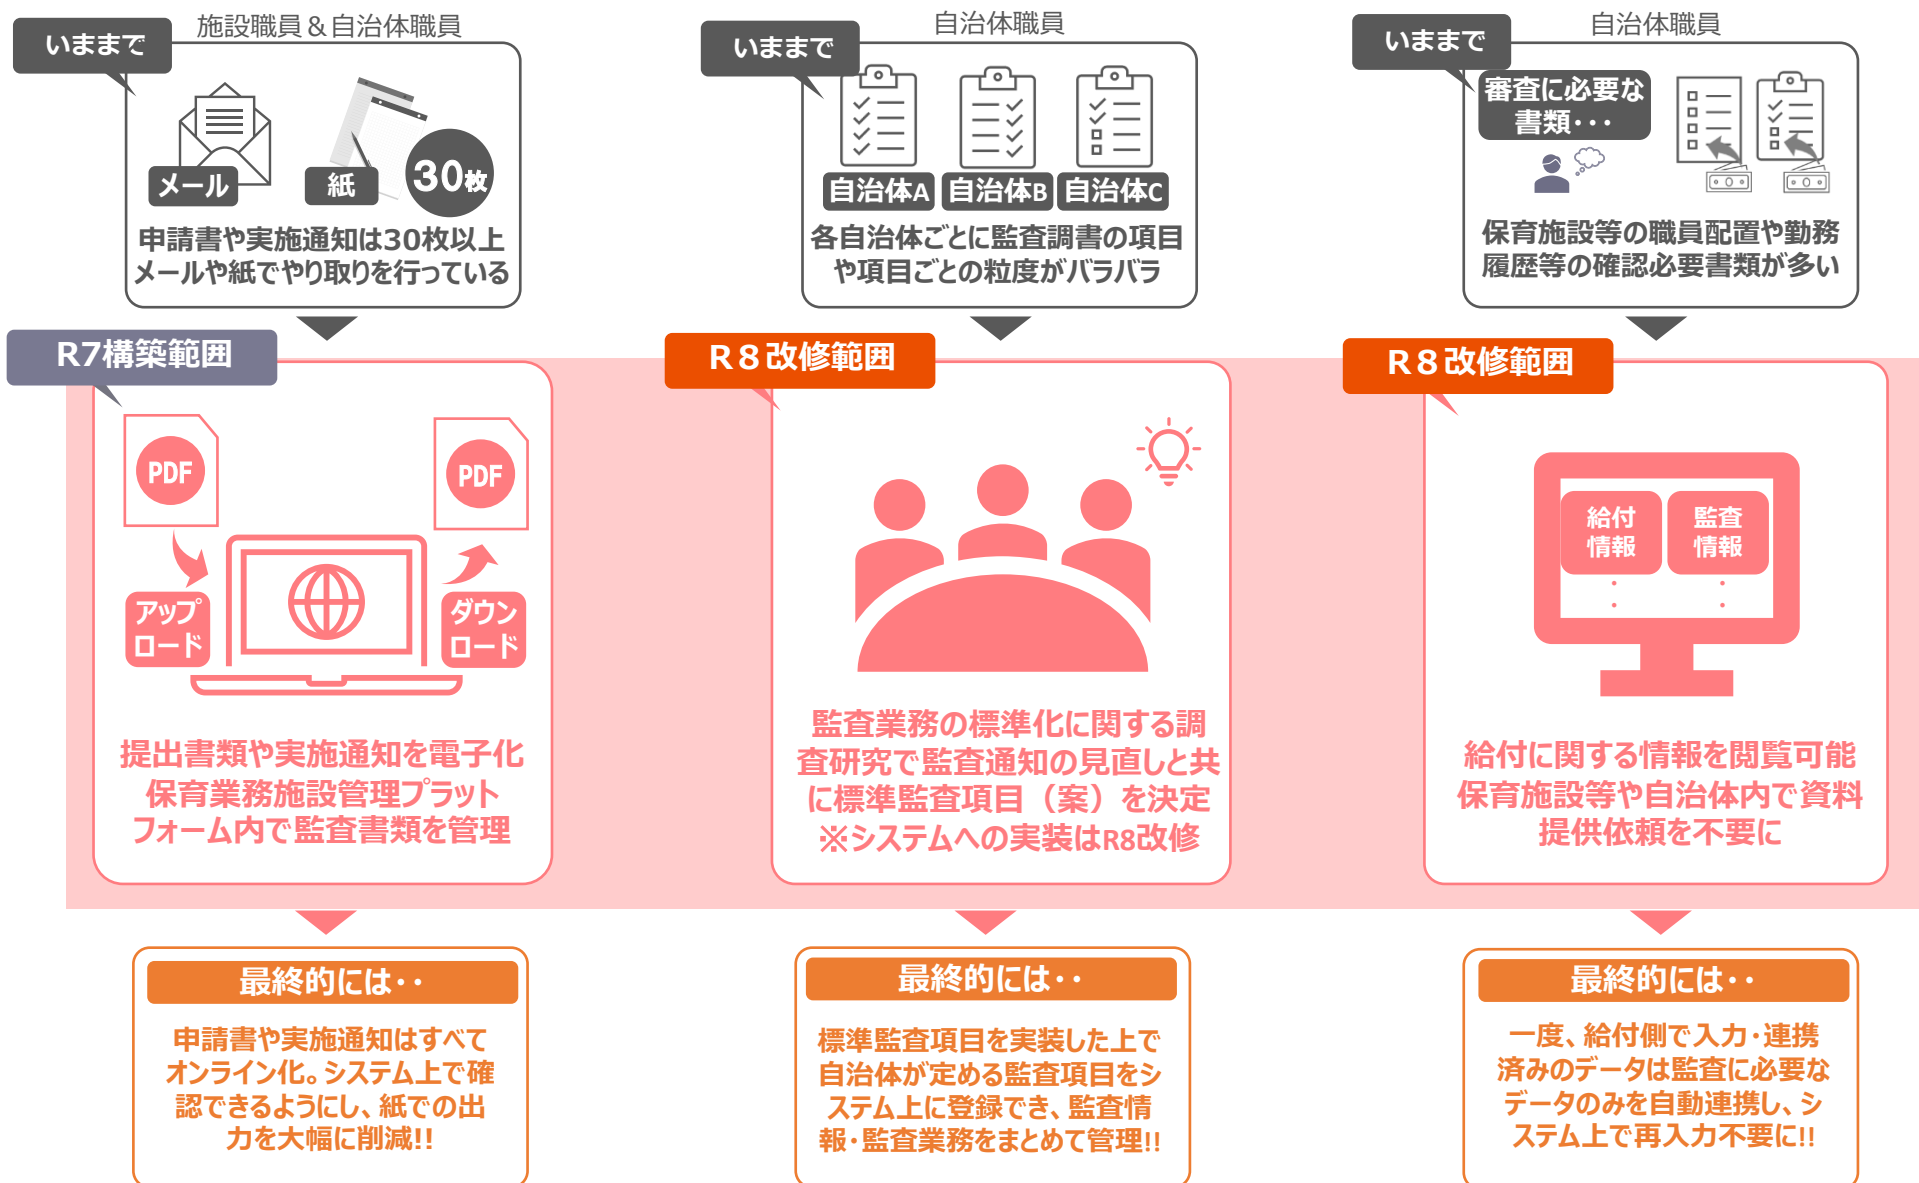 施設職員＆自治体職員
いままで
メール
紙
30枚
申請書や実施通知は30枚以上
メールや紙でやり取りを行っている
R7構築範囲
PDF
PDF
アップ
ロード
ダウン
ロード
提出書類や実施通知を電子化
保育業務施設管理プラット
フォーム内で監査書類を管理
最終的には‥
申請書や実施通知はすべて
オンライン化。システム上で確
認できるようにし、紙での出
力を大幅に削減!!
自治体職員
いままで
自治体A
自治体B
自治体C
各自治体ごとに監査調書の項目
や項目ごとの粒度がバラバラ
R８改修範囲
監査業務の標準化に関する調
査研究で監査通知の見直しと共
に標準監査項目（案）を決定
※システムへの実装はR8改修
最終的には‥
標準監査項目を実装した上で
自治体が定める監査項目をシ
ステム上に登録でき、監査情
報・監査業務をまとめて管理!!
自治体職員
いままで
審査に必要な
書類・・・
保育施設等の職員配置や勤務
履歴等の確認必要書類が多い
R８改修範囲
給付
情報
監査
情報
給付に関する情報を閲覧可能
保育施設等や自治体内で資料
提供依頼を不要に
最終的には‥
一度、給付側で入力・連携
済みのデータは監査に必要な
データのみを自動連携し、シ
ステム上で再入力不要に!!